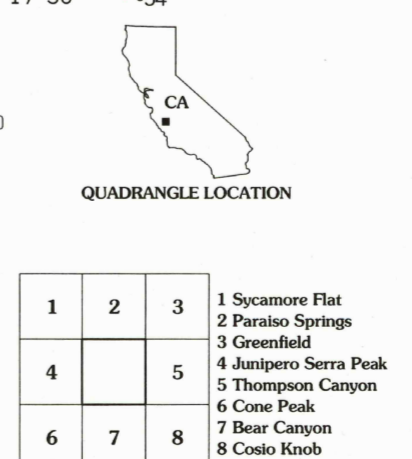 CA
QUADRANGLE LOCATION
1 2 3
4 5
6 7 8
1 Sycamore Flat
2 Paraiso Springs
3 Greenfield
4 Junipero Serra Peak
5 Thompson Canyon
6 Cone Peak
7 Bear Canyon
8 Cosio Knob